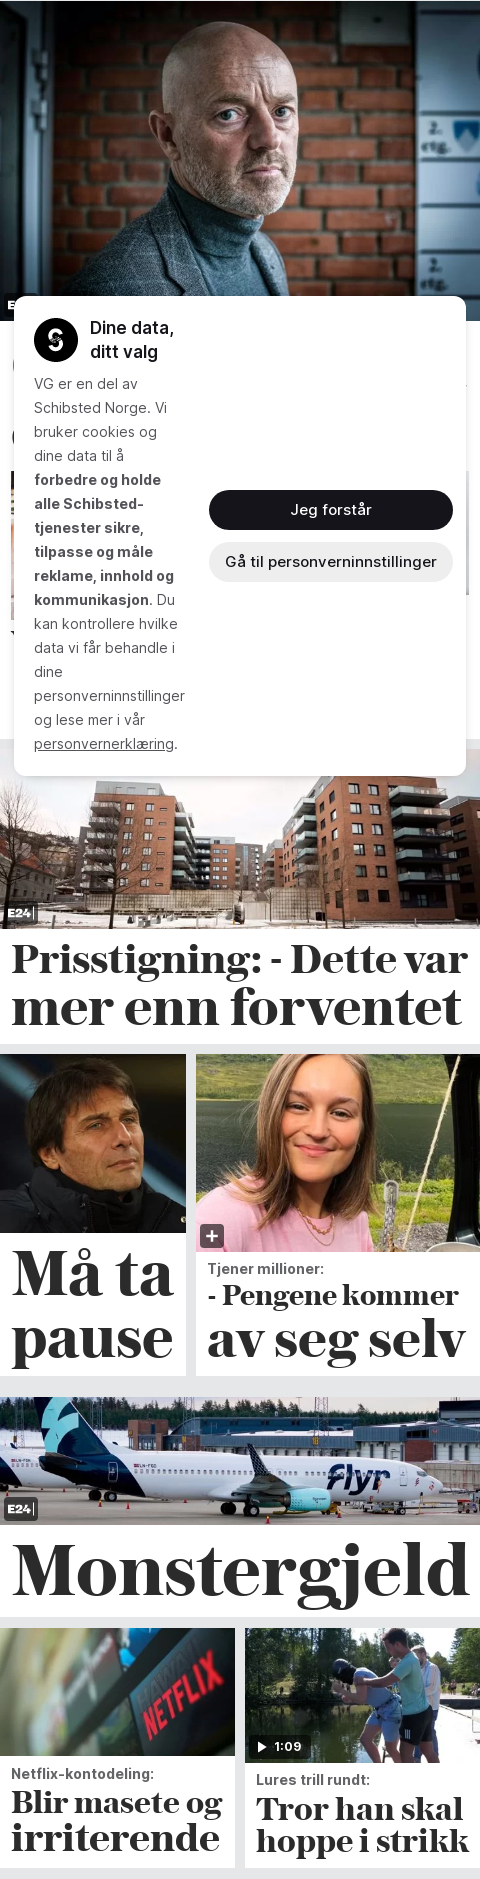 2.
etg.
etg.
Dine data,
ditt valg
VG er en del av
Schibsted Norge. Vi
bruker cookies og
dine data til å
forbedre og holde
alle Schibsted-
tjenester sikre,
tilpasse og måle
reklame, innhold og
kommunikasjon. Du
kan kontrollere hvilke
data vi får behandle i
dine
personverninnstillinger
og lese mer i vår
personvernerklæring.
Jeg forstår
Gå til personverninnstillinger
E24
Prisstigning: - Dette var
mer enn forventet
Må ta
pause
Tjener millioner:
- Pengene kommer
av seg selv
flyr
E24
Monstergjeld
NETFLIX
Netflix-kontodeling:
Blir masete og
irriterende
1:09
Lures trill rundt:
Tror han skal
hoppe i strikk